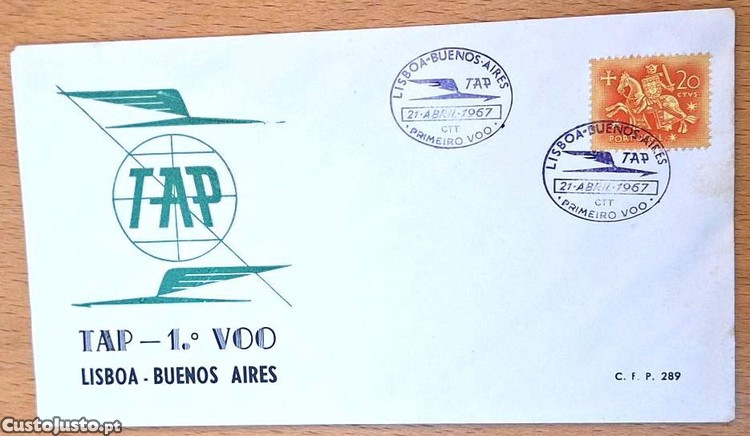 TAP
TAP — 1.º VOO
LISBOA - BUENOS AIRES
LISBOA-BUENOS-AIRES
TAP
21-ABRIL-1967
CTT
• PRIMEIRO VOO •
20
CTVS.
PORTUGAL
LISBOA-BUENOS-AIRES
TAP
21-ABRIL-1967
CTT
• PRIMEIRO VOO •
C. F. P. 289
CustoJusto.pt